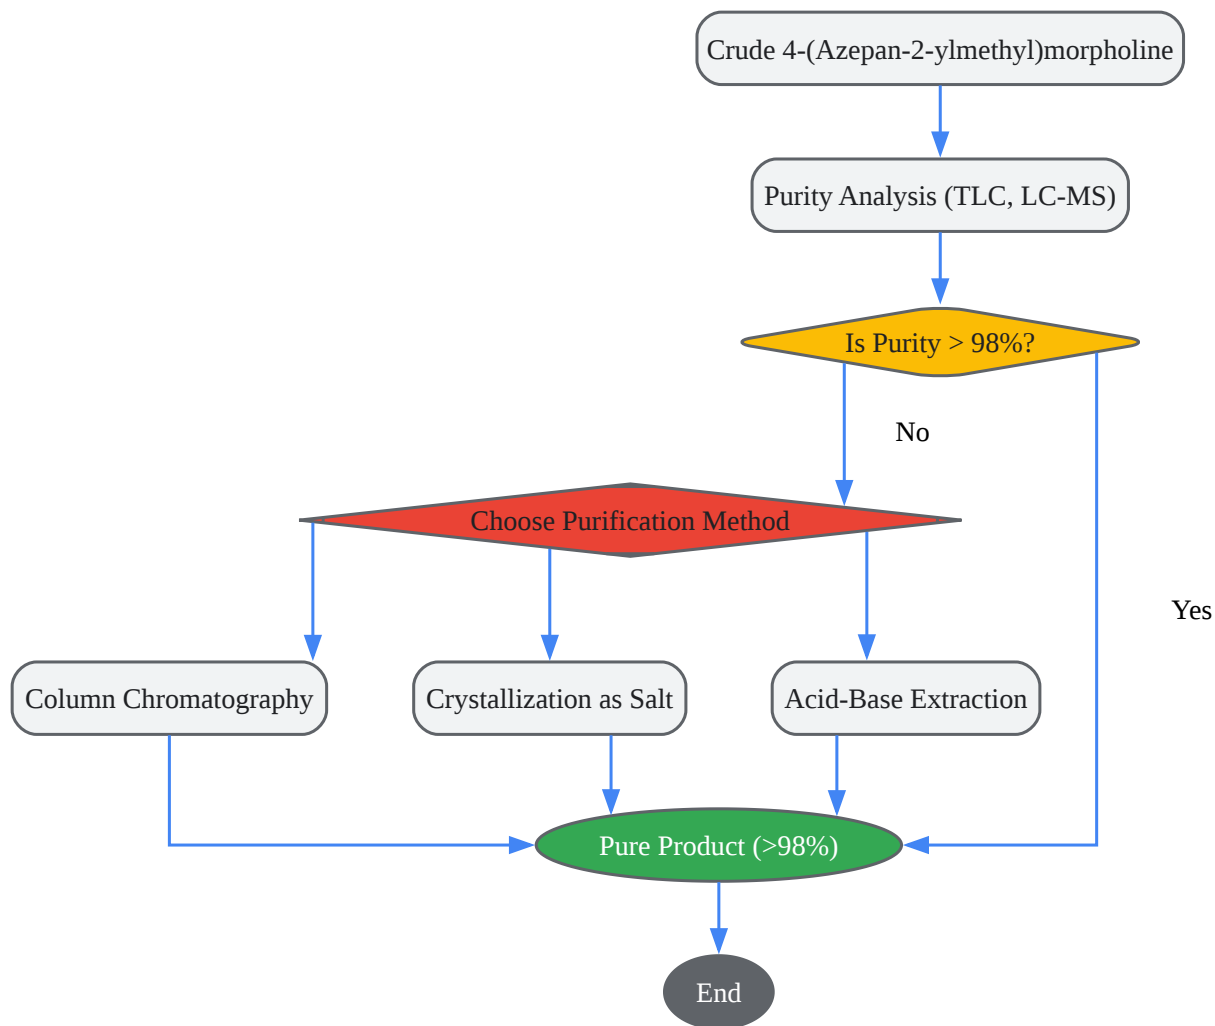 Crude 4-(Azepan-2-ylmethyl)morpholine
Purity Analysis (TLC, LC-MS)
Is Purity > 98%?
No
Choose Purification Method
Yes
Column Chromatography
Crystallization as Salt
Acid-Base Extraction
Pure Product (>98%)
End